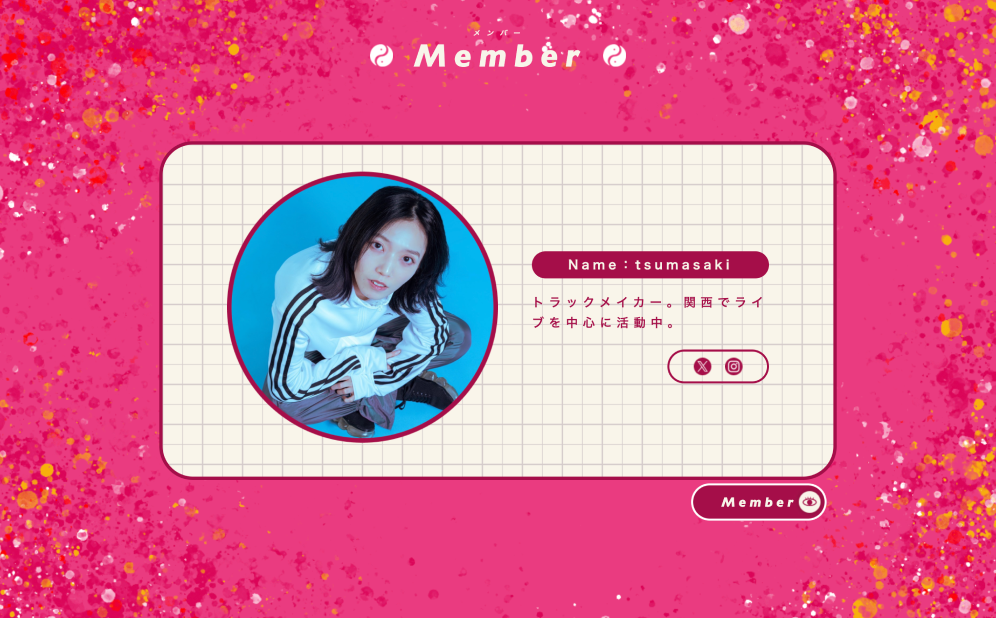 メンバー
Member
Name：tsumasaki
トラックメイカー。関西でライ
ブを中心に活動中。
Member